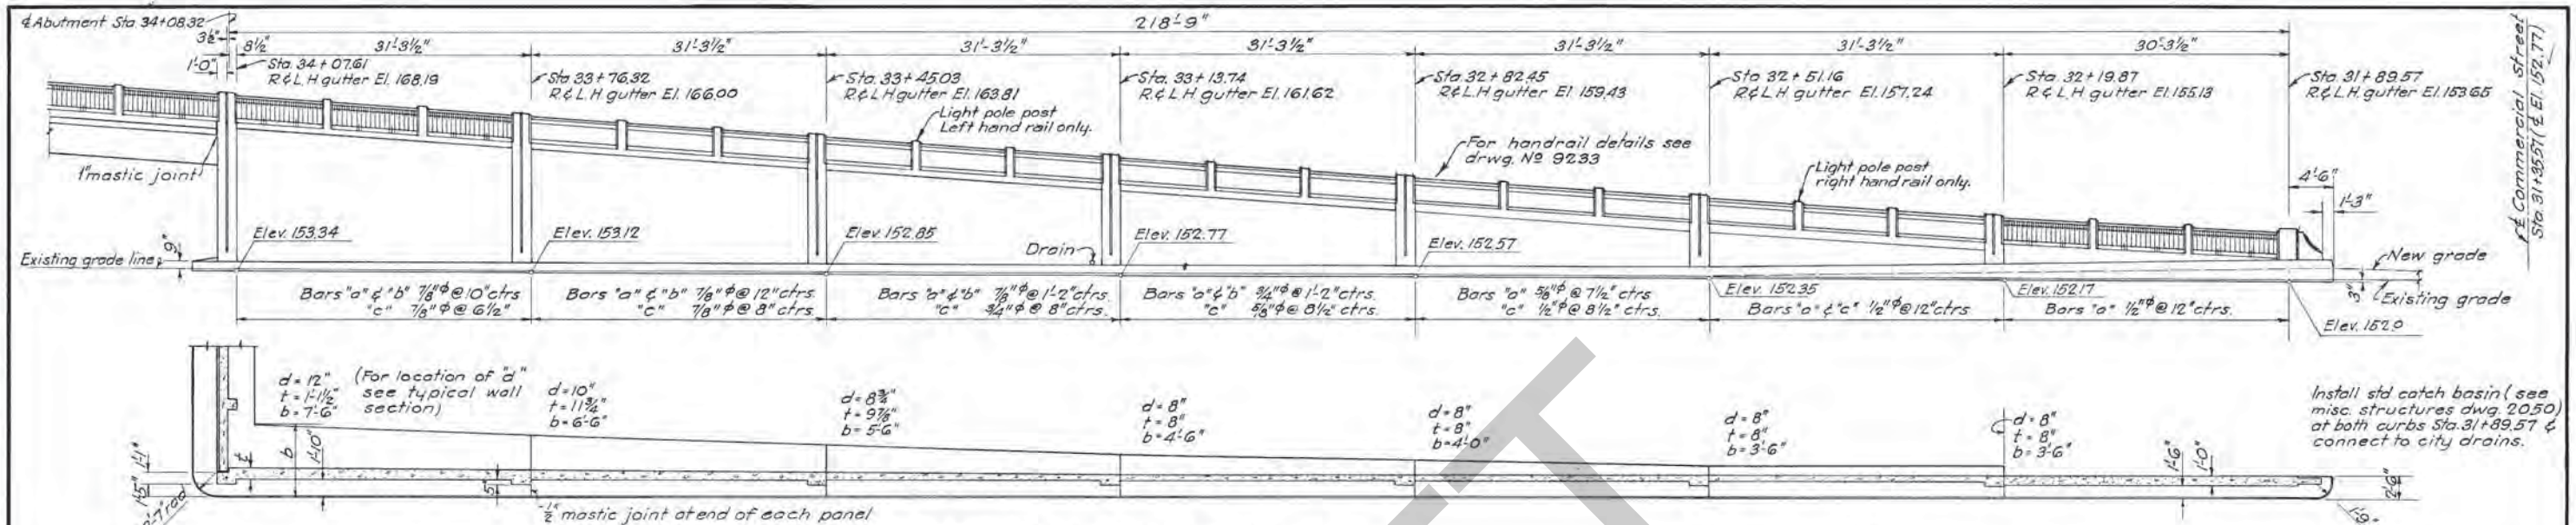 ℄ Abutment Sta. 34+08.32
218'-9"
3½"
8½"
31'-3½"
31'-3½"
31'-3½"
31'-3½"
31'-3½"
31'-3½"
30'-3½"
1'-0"
Sta. 34+07.61
R & L.H. gutter El. 168.19
Sta. 33+76.32
R & L.H. gutter El. 166.00
Sta. 33+45.03
R & L.H. gutter El. 163.81
Sta. 33+13.74
R & L.H. gutter El. 161.62
Sta. 32+82.45
R & L.H. gutter El. 159.43
Sta. 32+51.16
R & L.H. gutter El. 157.24
Sta. 32+19.87
R & L.H. gutter El. 155.13
Sta. 31+89.57
R & L.H. gutter El. 153.65
℄ Commercial Street
Sta. 31+35.57 (℄ El. 152.77)
Light pole post
Left hand rail only.
For handrail details see
drwg. Nº 9233
Light pole post
right hand rail only.
4'-6"
1'-3"
1" mastic joint
Elev. 153.34
Elev. 153.12
Elev. 152.85
Drain
Elev. 152.77
Elev. 152.57
Existing grade line
9"
New grade
Bars "a" & "b" 7/8"ϕ @ 10" ctrs
"c" 7/8"ϕ @ 6½"
Bars "a" & "b" 7/8"ϕ @ 12" ctrs.
"c" 7/8"ϕ @ 8" ctrs.
Bars "a" & "b" 7/8"ϕ @ 1'-2" ctrs.
"c" 3/4"ϕ @ 8" ctrs.
Bars "a" & "b" 3/4"ϕ @ 1'-2" ctrs.
"c" 5/8"ϕ @ 8½" ctrs.
Bars "a" 5/8"ϕ @ 7½" ctrs
"c" ½"ϕ @ 8½" ctrs.
Elev. 152.35
Bars "a" & "c" ½"ϕ @ 12" ctrs
Elev. 152.17
Bars "a" ½"ϕ @ 12" ctrs.
3"
Existing grade
Elev. 152.0
d = 12"
t = 1'-1½"
b = 7'-6"
(For location of "d"
see typical wall
section)
d = 10"
t = 11¾"
b = 6'-6"
d = 8¾"
t = 9⅞"
b = 5'-6"
d = 8"
t = 8"
b = 4'-6"
d = 8"
t = 8"
b = 4'-0"
d = 8"
t = 8"
b = 3'-6"
d = 8"
t = 8"
b = 3'-6"
Install std catch basin (see
misc. structures dwg. 2050)
at both curbs Sta. 31+89.57 &
connect to city drains.
1'-1"
1'-5"
t
b
1'-10"
5"
1'-6"
1'-0"
2'-6"
½" mastic joint at end of each panel